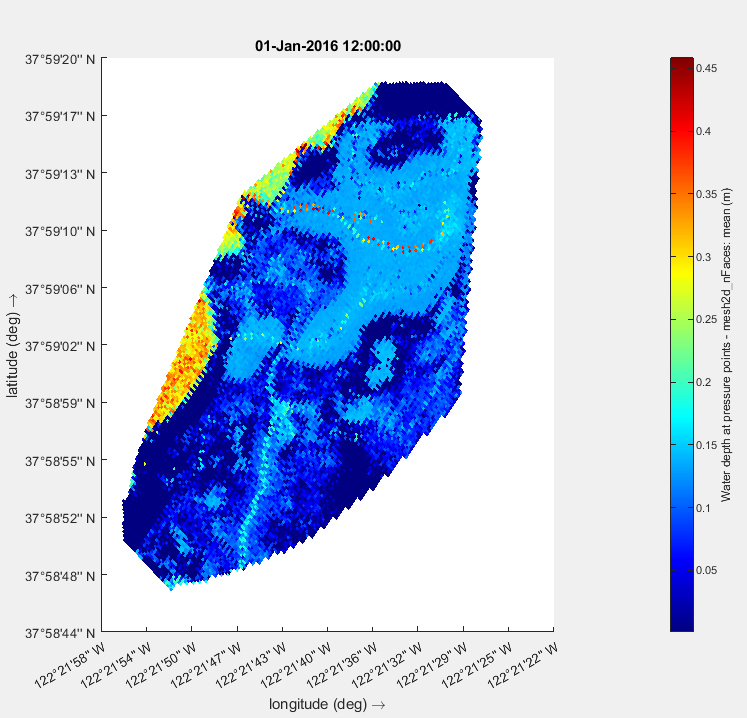 01-Jan-2016 12:00:00
37°59'20'' N
37°59'17'' N
37°59'13'' N
37°59'10'' N
37°59'06'' N
37°59'02'' N
37°58'59'' N
37°58'55'' N
37°58'52'' N
37°58'48'' N
37°58'44'' N
latitude (deg) →
122°21'58'' W
122°21'54'' W
122°21'50'' W
122°21'47'' W
122°21'43'' W
122°21'40'' W
122°21'36'' W
122°21'32'' W
122°21'29'' W
122°21'25'' W
122°21'22'' W
longitude (deg) →
0.45
0.4
0.35
0.3
0.25
0.2
0.15
0.1
0.05
Water depth at pressure points - mesh2d_nFaces: mean (m)